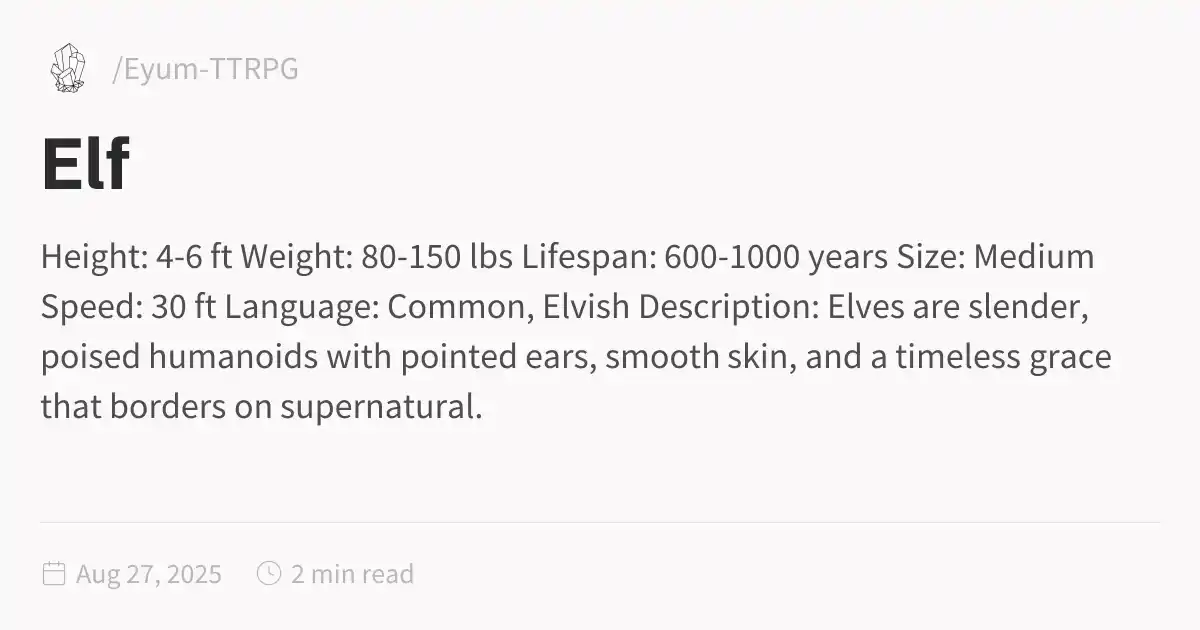 /Eyum-TTRPG
Elf
Height: 4-6 ft Weight: 80-150 lbs Lifespan: 600-1000 years Size: Medium
Speed: 30 ft Language: Common, Elvish Description: Elves are slender,
poised humanoids with pointed ears, smooth skin, and a timeless grace
that borders on supernatural.
Aug 27, 2025 2 min read